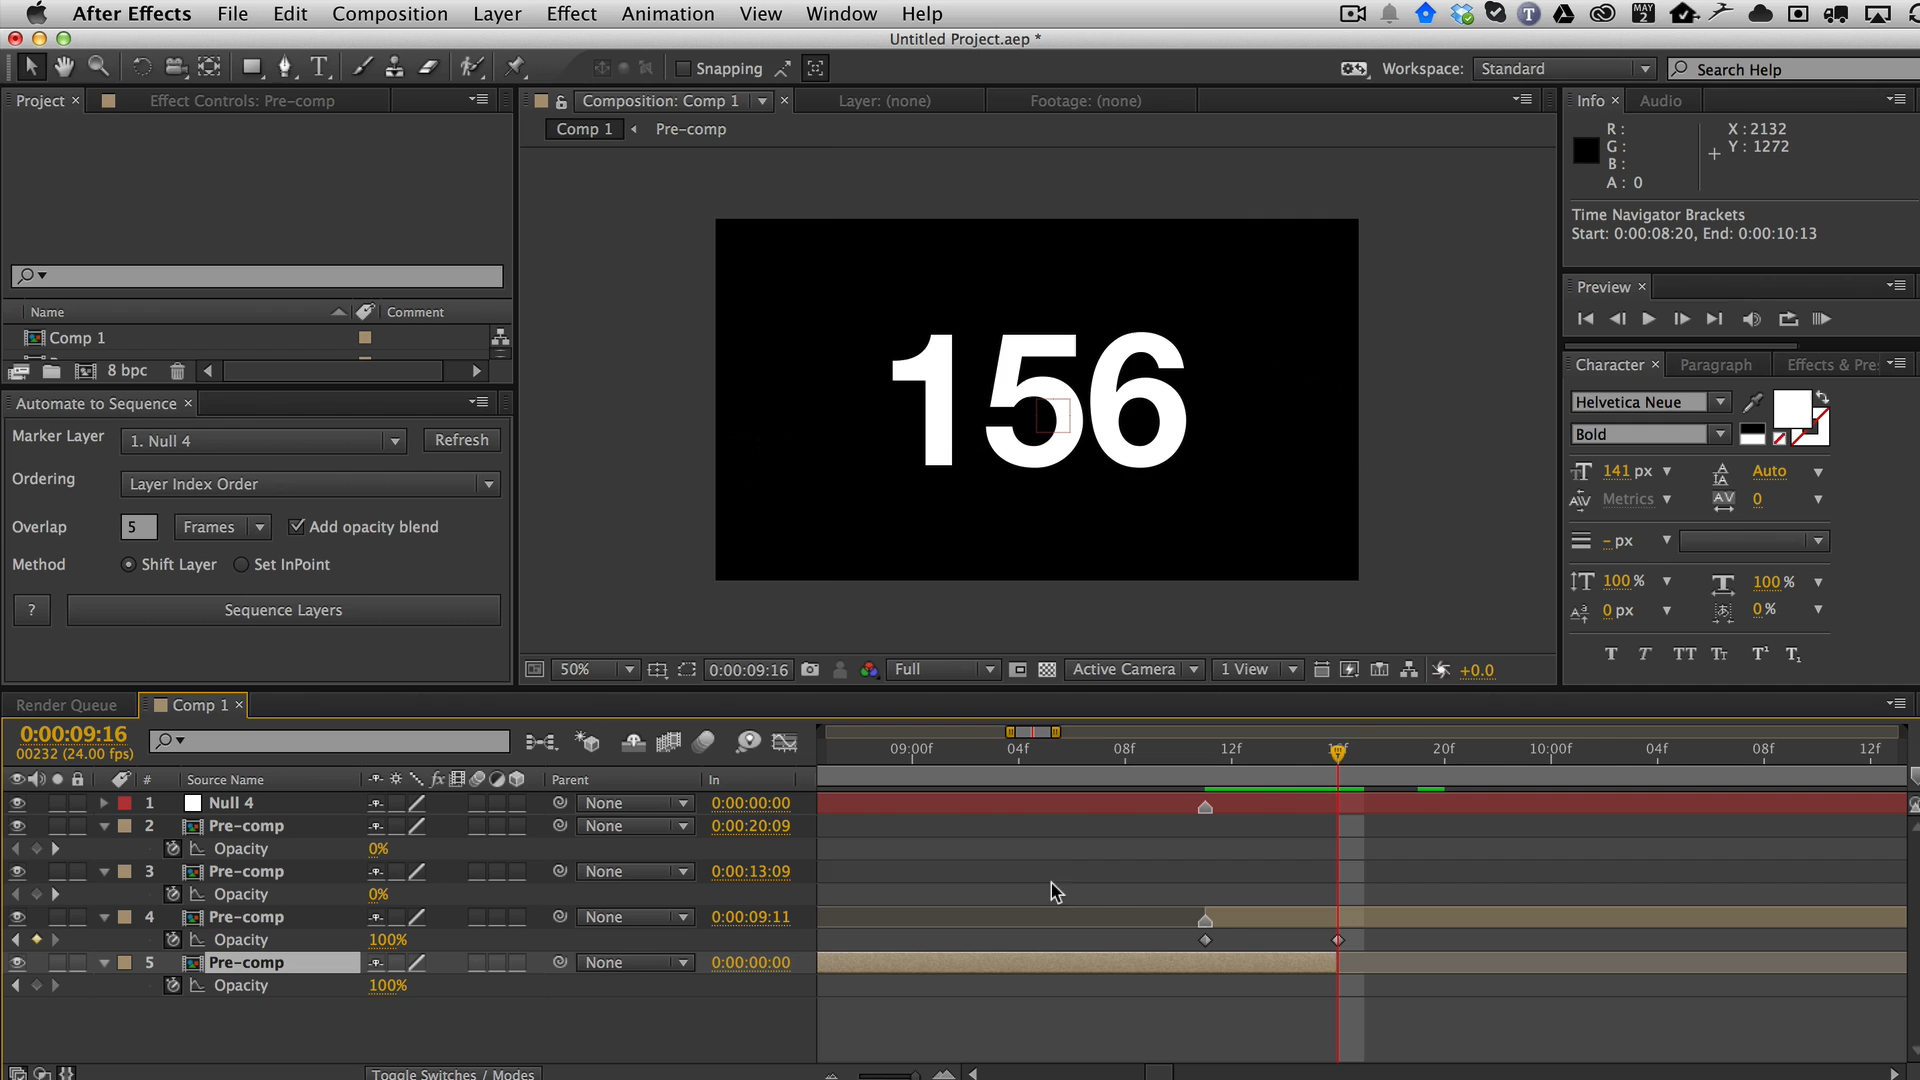 After Effects File Edit Composition Layer Effect Animation View Window Help
MAY 2
Untitled Project.aep *
Snapping
Workspace: Standard
Search Help
Project × Effect Controls: Pre-comp
Composition: Comp 1 × Layer: (none) Footage: (none)
Comp 1 Pre-comp
Info × Audio
R :
G :
B :
A : 0
X : 2132
Y : 1272
Time Navigator Brackets
Start: 0:00:08:20, End: 0:00:10:13
Name Comment
Comp 1
8 bpc
156
Preview ×
Character × Paragraph Effects & Pre
Helvetica Neue
Bold
141 px Auto
Metrics 0
- px
100 % 100 %
0 px 0 %
T T TT Tt T¹ T₁
Automate to Sequence ×
Marker Layer 1. Null 4 Refresh
Ordering Layer Index Order
Overlap 5 Frames Add opacity blend
Method Shift Layer Set InPoint
? Sequence Layers
50% 0:00:09:16 Full Active Camera 1 View +0.0
Render Queue Comp 1 ×
0:00:09:16
00232 (24.00 fps)
09:00f 04f 08f 12f 20f 10:00f 04f 08f 12f
# Source Name fx Parent In
1 Null 4 None 0:00:00:00
2 Pre-comp None 0:00:20:09
Opacity 0%
3 Pre-comp None 0:00:13:09
Opacity 0%
4 Pre-comp None 0:00:09:11
Opacity 100%
5 Pre-comp None 0:00:00:00
Opacity 100%
Toggle Switches / Modes